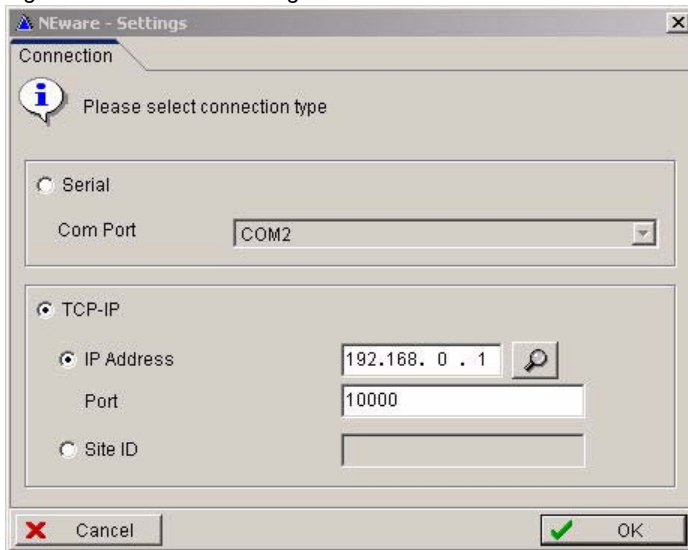 NEware - Settings
Connection
Please select connection type
Serial
Com Port
COM2
TCP-IP
IP Address
192.168. 0 . 1
Port
10000
Site ID
Cancel
OK